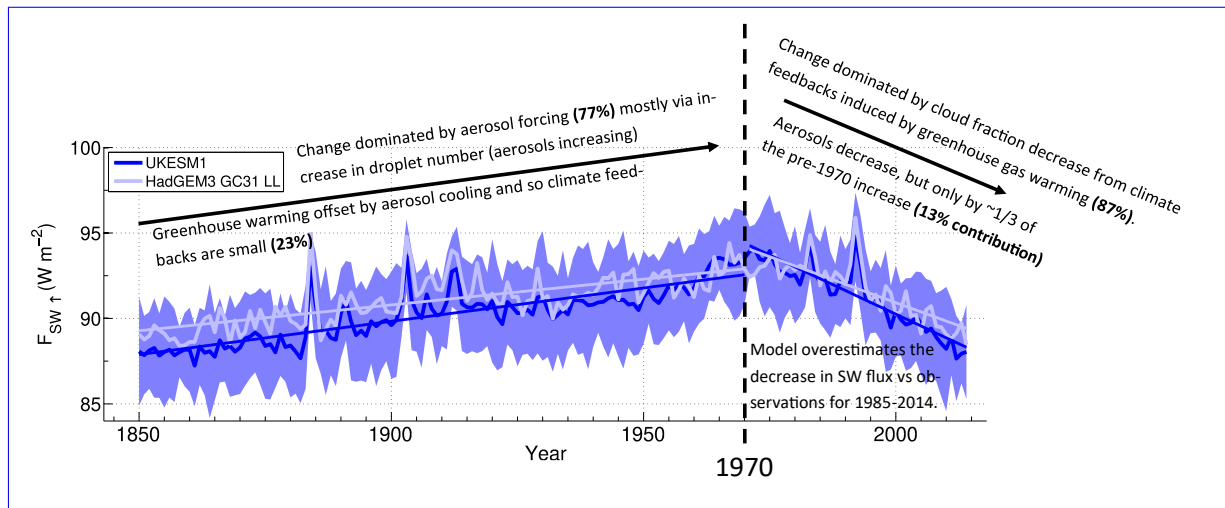 Change dominated by aerosol forcing (77%) mostly via in-
crease in droplet number (aerosols increasing)
Greenhouse warming offset by aerosol cooling and so climate feed-
backs are small (23%)
Change dominated by cloud fraction decrease from climate
feedbacks induced by greenhouse gas warming (87%).
Aerosols decrease, but only by ~1/3 of
the pre-1970 increase (13% contribution)
UKESM1
HadGEM3 GC31 LL
100
95
90
85
F SW ↑ (W m−2)
Model overestimates the
decrease in SW flux vs ob-
servations for 1985-2014.
1850
1900
1950
2000
Year
1970